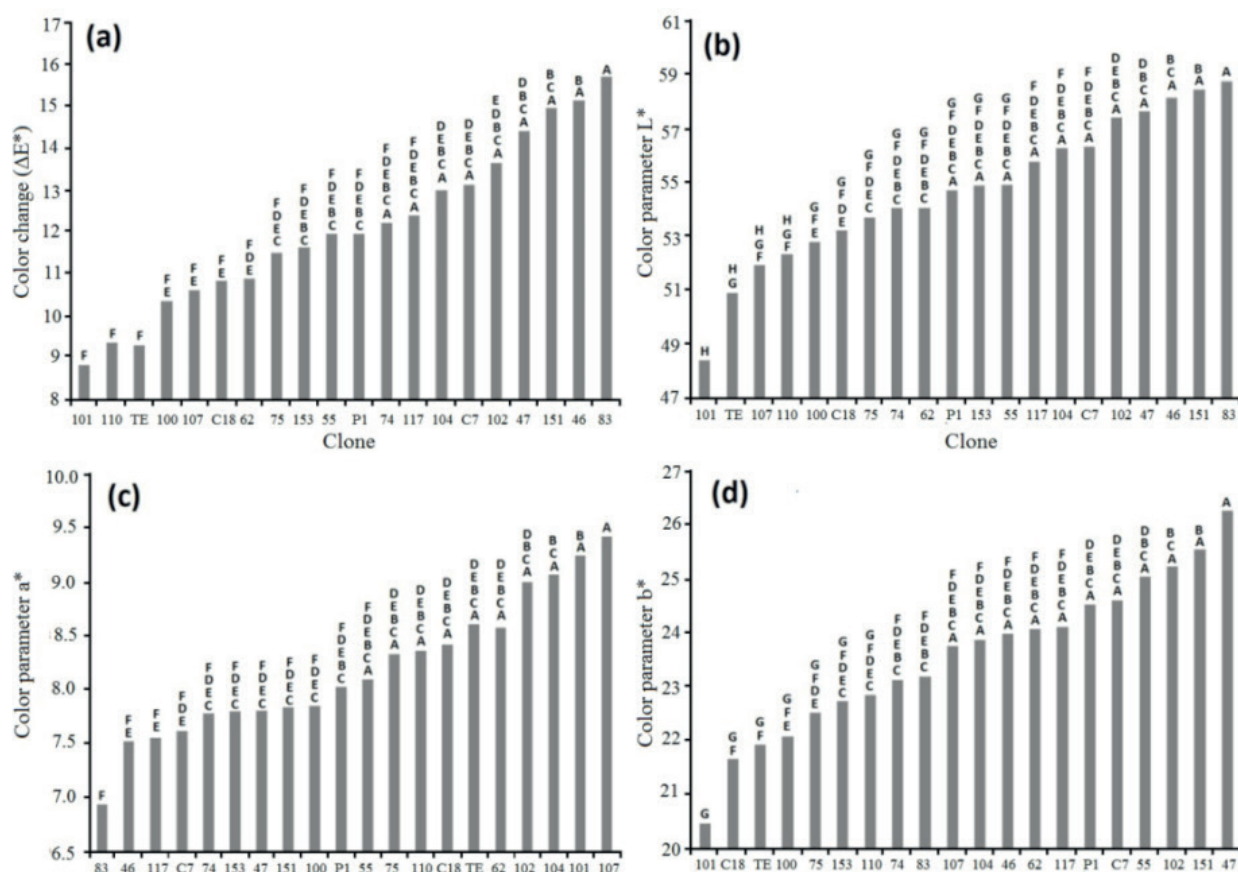 (a)
Color change (ΔE*)
17
16
15
14
13
12
11
10
9
8
F
F
F
F E
F E
F E
F D E
F D E C
F D E B C
F D E B C
F D E B C
F D E B C A
F D E B C A
D E B C A
D E B C A
E D B C A
D B C A
B C A
B A
A
101 110 TE 100 107 C18 62 75 153 55 P1 74 117 104 C7 102 47 151 46 83
Clone
(b)
Color parameter L*
61
59
57
55
53
51
49
47
H
H G
H G F
H G F
G F E
G F D E
G F D E C
G F D E B C
G F D E B C
G F D E B C A
G F D E B C A
G F D E B C A
F D E B C A
F D E B C A
F D E B C A
D E B C A
D B C A
B C A
B A
A
101 TE 107 110 100 C18 75 74 62 P1 153 55 117 104 C7 102 47 46 151 83
Clone
(c)
Color parameter a*
10.0
9.5
9.0
8.5
8.0
7.5
7.0
6.5
F
F E
F E
F D E
F D E C
F D E C
F D E C
F D E C
F D E C
F D E B C
F D E B C A
D E B C A
D E B C A
D E B C A
D E B C A
D E B C A
D B C A
B C A
B A
A
83 46 117 C7 74 153 47 151 100 P1 55 75 110 C18 TE 62 102 104 101 107
(d)
Color parameter b*
27
26
25
24
23
22
21
20
G
G F
G F
G F E
G F D E
G F D E C
G F D E C
F D E B C
F D E B C
F D E B C A
F D E B C A
F D E B C A
F D E B C A
F D E B C A
D E B C A
D E B C A
D B C A
B C A
B A
A
101 C18 TE 100 75 153 110 74 83 107 104 46 62 117 P1 C7 55 102 151 47